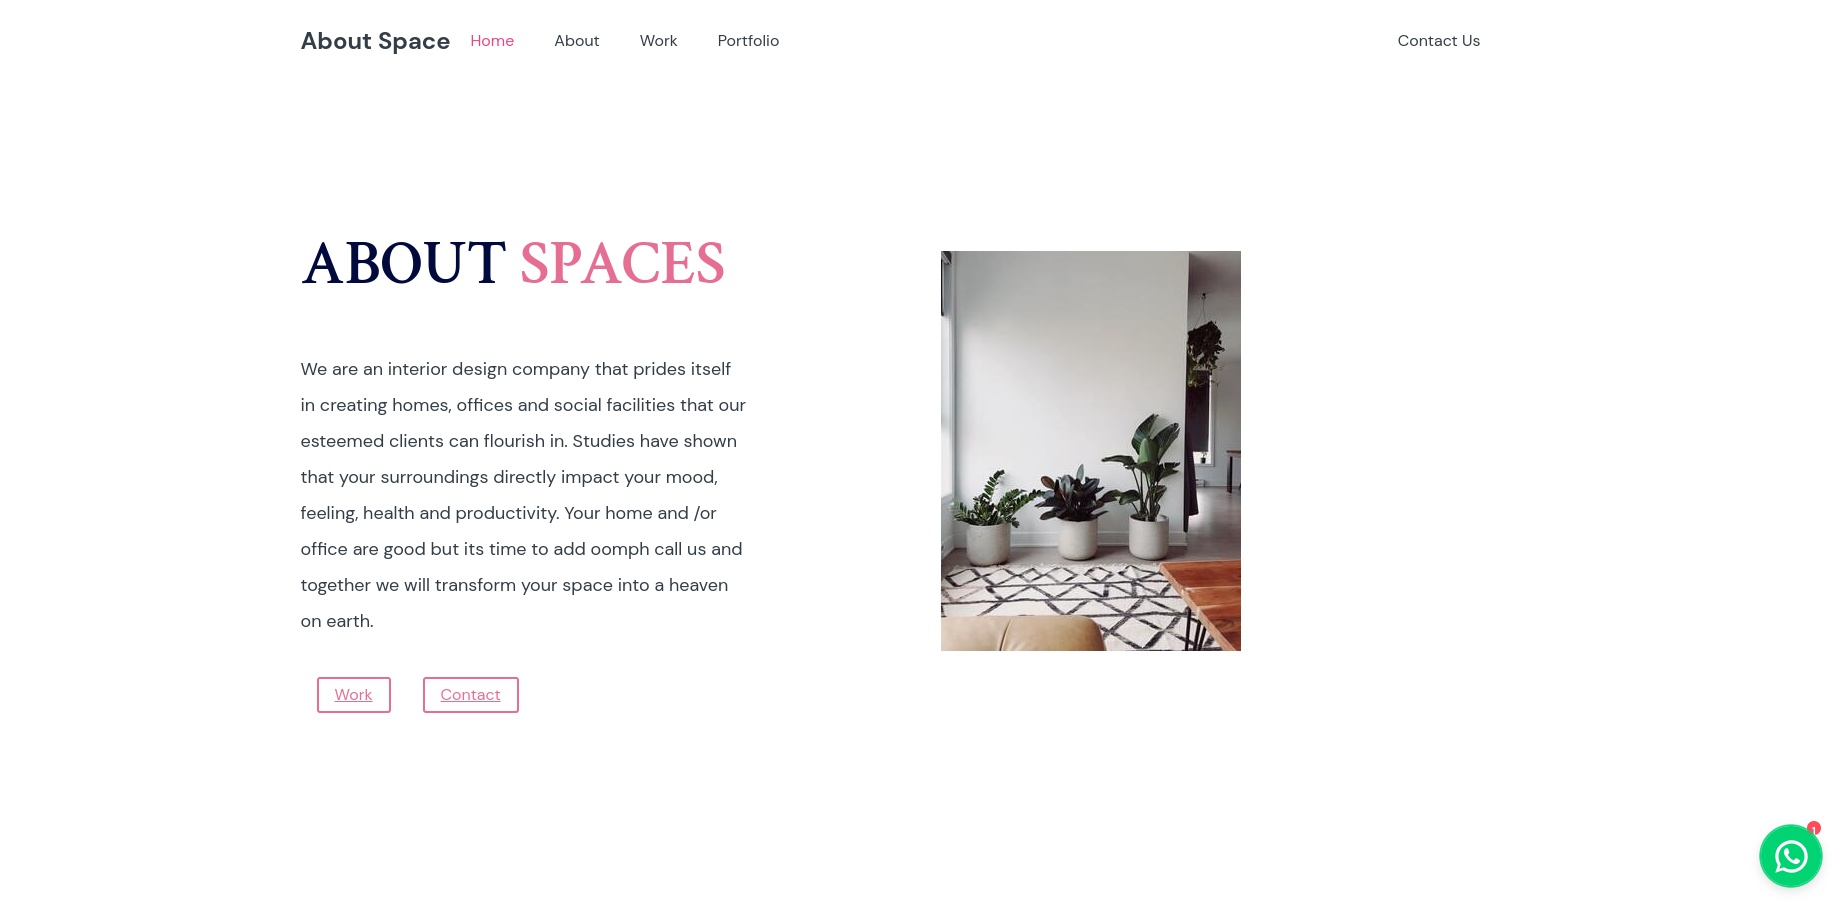 About Space Home About Work Portfolio Contact Us
ABOUT SPACES
We are an interior design company that prides itself
in creating homes, offices and social facilities that our
esteemed clients can flourish in. Studies have shown
that your surroundings directly impact your mood,
feeling, health and productivity. Your home and /or
office are good but its time to add oomph call us and
together we will transform your space into a heaven
on earth.
Work Contact
1